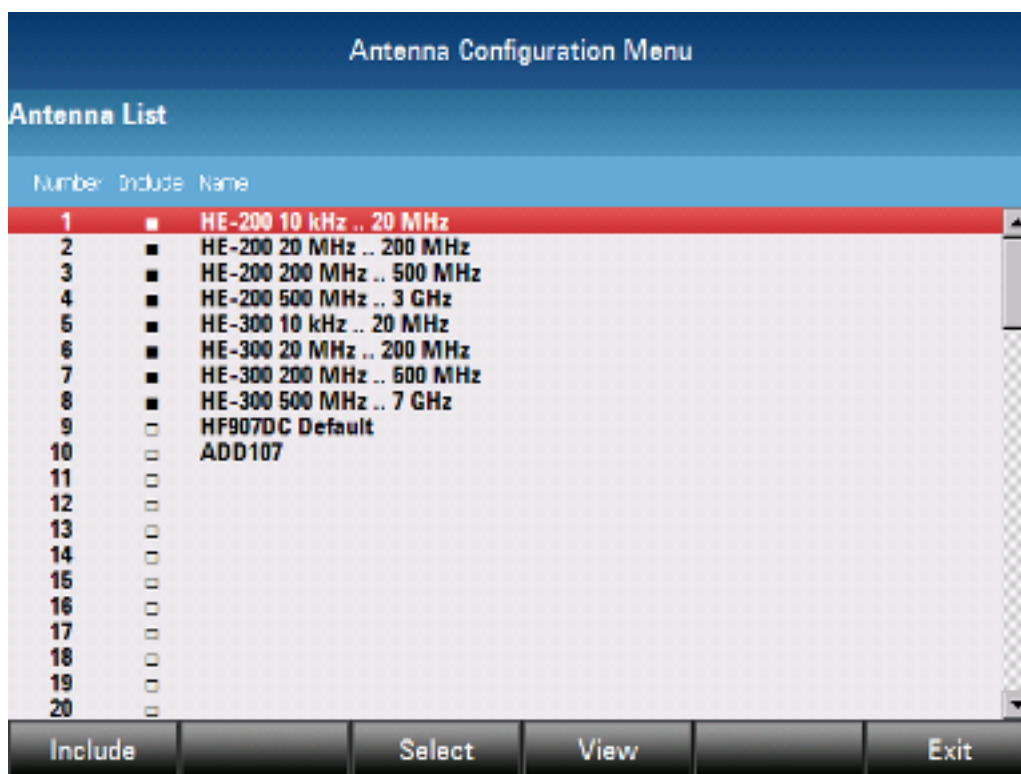 Antenna Configuration Menu
Antenna List
Number Include Name
1 HE-200 10 kHz .. 20 MHz
2 HE-200 20 MHz .. 200 MHz
3 HE-200 200 MHz .. 500 MHz
4 HE-200 500 MHz .. 3 GHz
5 HE-300 10 kHz .. 20 MHz
6 HE-300 20 MHz .. 200 MHz
7 HE-300 200 MHz .. 500 MHz
8 HE-300 500 MHz .. 7 GHz
9 HF907DC Default
10 ADD107
11
12
13
14
15
16
17
18
19
20
Include Select View Exit